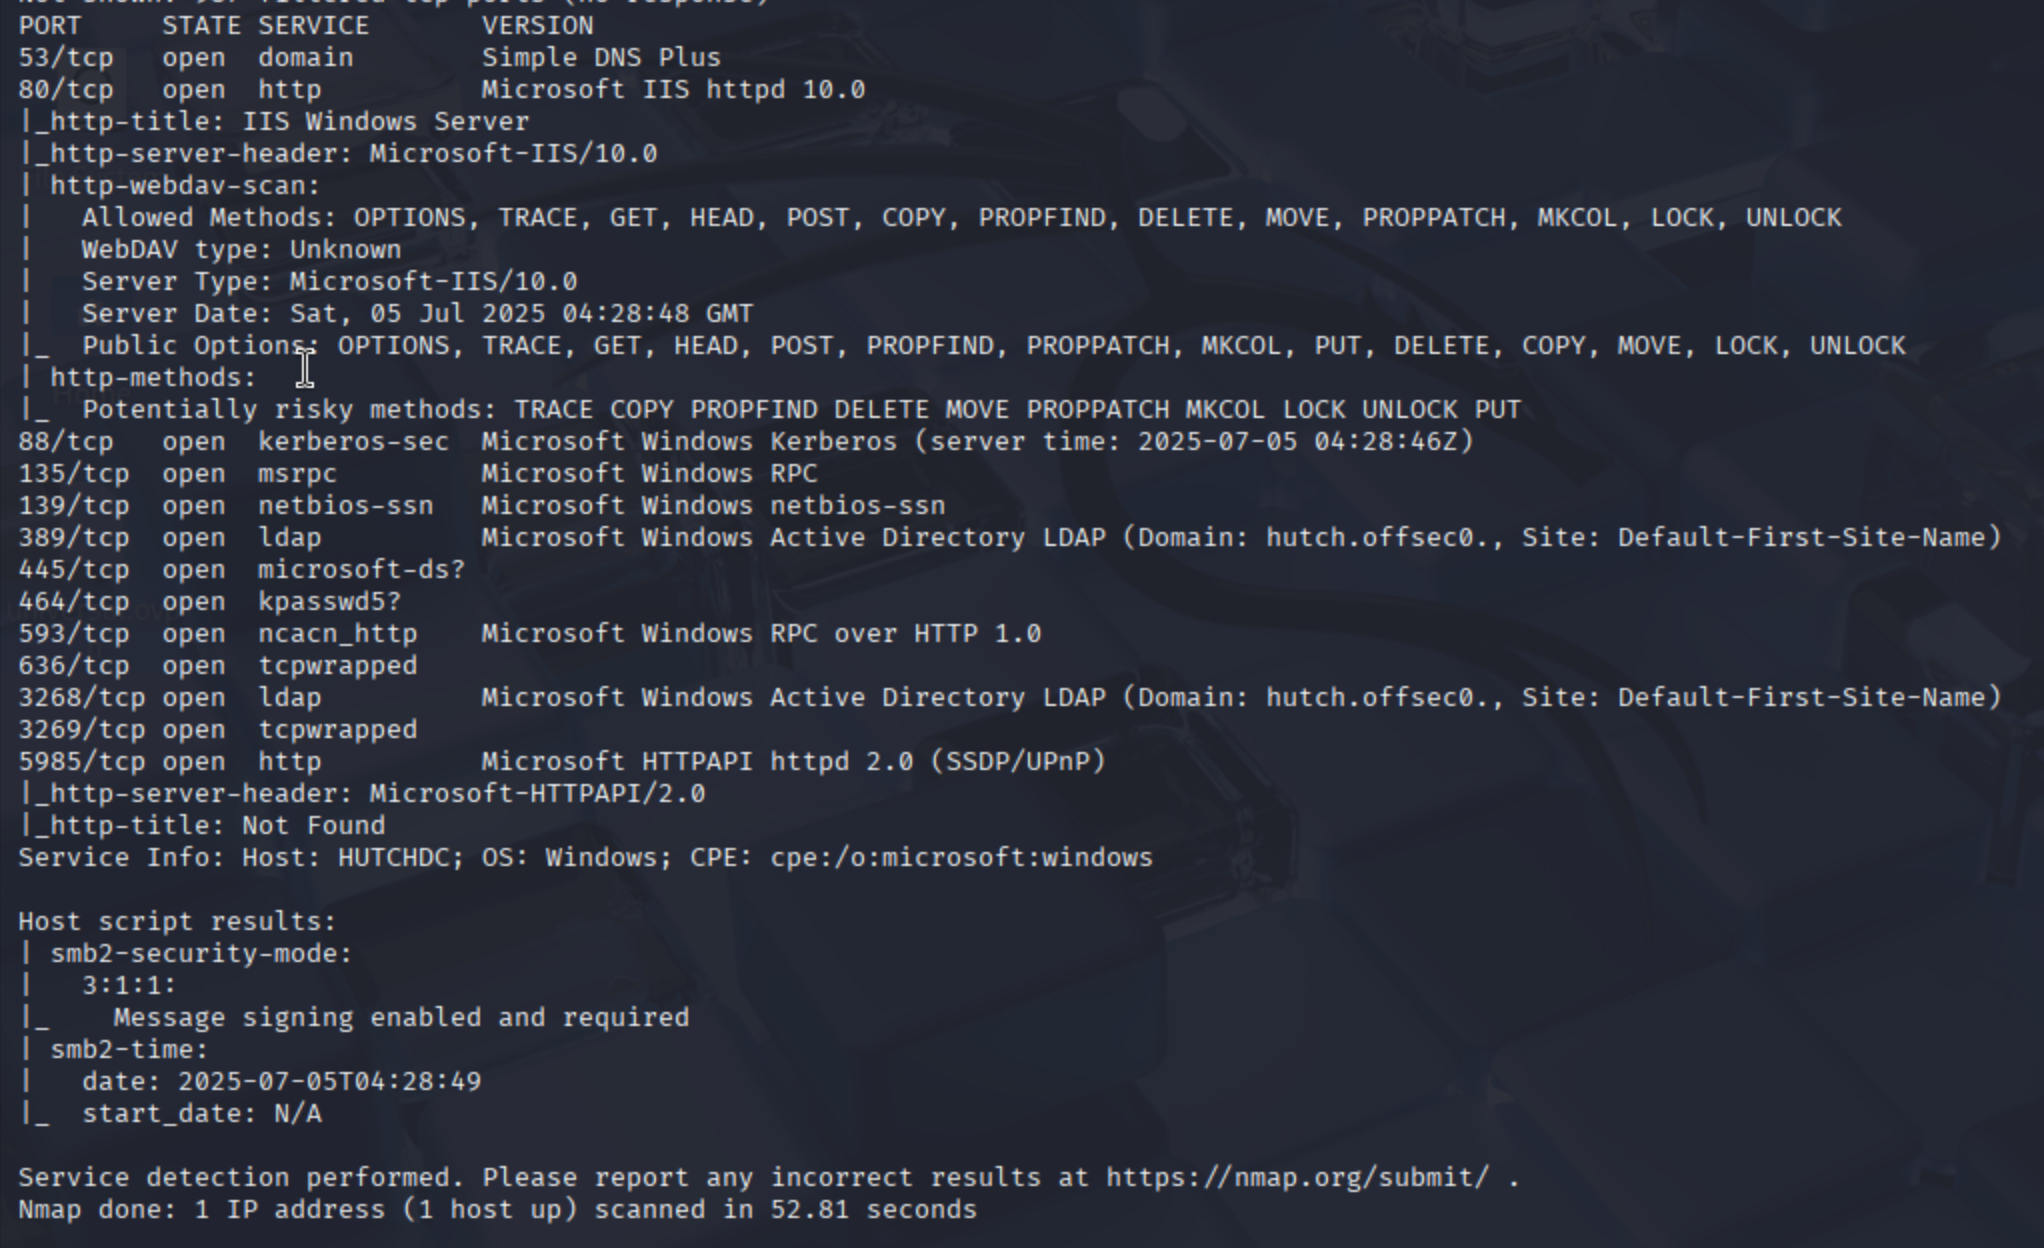 PORT     STATE SERVICE       VERSION
53/tcp   open  domain        Simple DNS Plus
80/tcp   open  http          Microsoft IIS httpd 10.0
|_http-title: IIS Windows Server
|_http-server-header: Microsoft-IIS/10.0
| http-webdav-scan:
|   Allowed Methods: OPTIONS, TRACE, GET, HEAD, POST, COPY, PROPFIND, DELETE, MOVE, PROPPATCH, MKCOL, LOCK, UNLOCK
|   WebDAV type: Unknown
|   Server Type: Microsoft-IIS/10.0
|   Server Date: Sat, 05 Jul 2025 04:28:48 GMT
|_  Public Options: OPTIONS, TRACE, GET, HEAD, POST, PROPFIND, PROPPATCH, MKCOL, PUT, DELETE, COPY, MOVE, LOCK, UNLOCK
| http-methods:
|_  Potentially risky methods: TRACE COPY PROPFIND DELETE MOVE PROPPATCH MKCOL LOCK UNLOCK PUT
88/tcp   open  kerberos-sec  Microsoft Windows Kerberos (server time: 2025-07-05 04:28:46Z)
135/tcp  open  msrpc         Microsoft Windows RPC
139/tcp  open  netbios-ssn   Microsoft Windows netbios-ssn
389/tcp  open  ldap          Microsoft Windows Active Directory LDAP (Domain: hutch.offsec0., Site: Default-First-Site-Name)
445/tcp  open  microsoft-ds?
464/tcp  open  kpasswd5?
593/tcp  open  ncacn_http    Microsoft Windows RPC over HTTP 1.0
636/tcp  open  tcpwrapped
3268/tcp open  ldap          Microsoft Windows Active Directory LDAP (Domain: hutch.offsec0., Site: Default-First-Site-Name)
3269/tcp open  tcpwrapped
5985/tcp open  http          Microsoft HTTPAPI httpd 2.0 (SSDP/UPnP)
|_http-server-header: Microsoft-HTTPAPI/2.0
|_http-title: Not Found
Service Info: Host: HUTCHDC; OS: Windows; CPE: cpe:/o:microsoft:windows
Host script results:
| smb2-security-mode:
|   3:1:1:
|_    Message signing enabled and required
| smb2-time:
|   date: 2025-07-05T04:28:49
|_  start_date: N/A
Service detection performed. Please report any incorrect results at https://nmap.org/submit/ .
Nmap done: 1 IP address (1 host up) scanned in 52.81 seconds